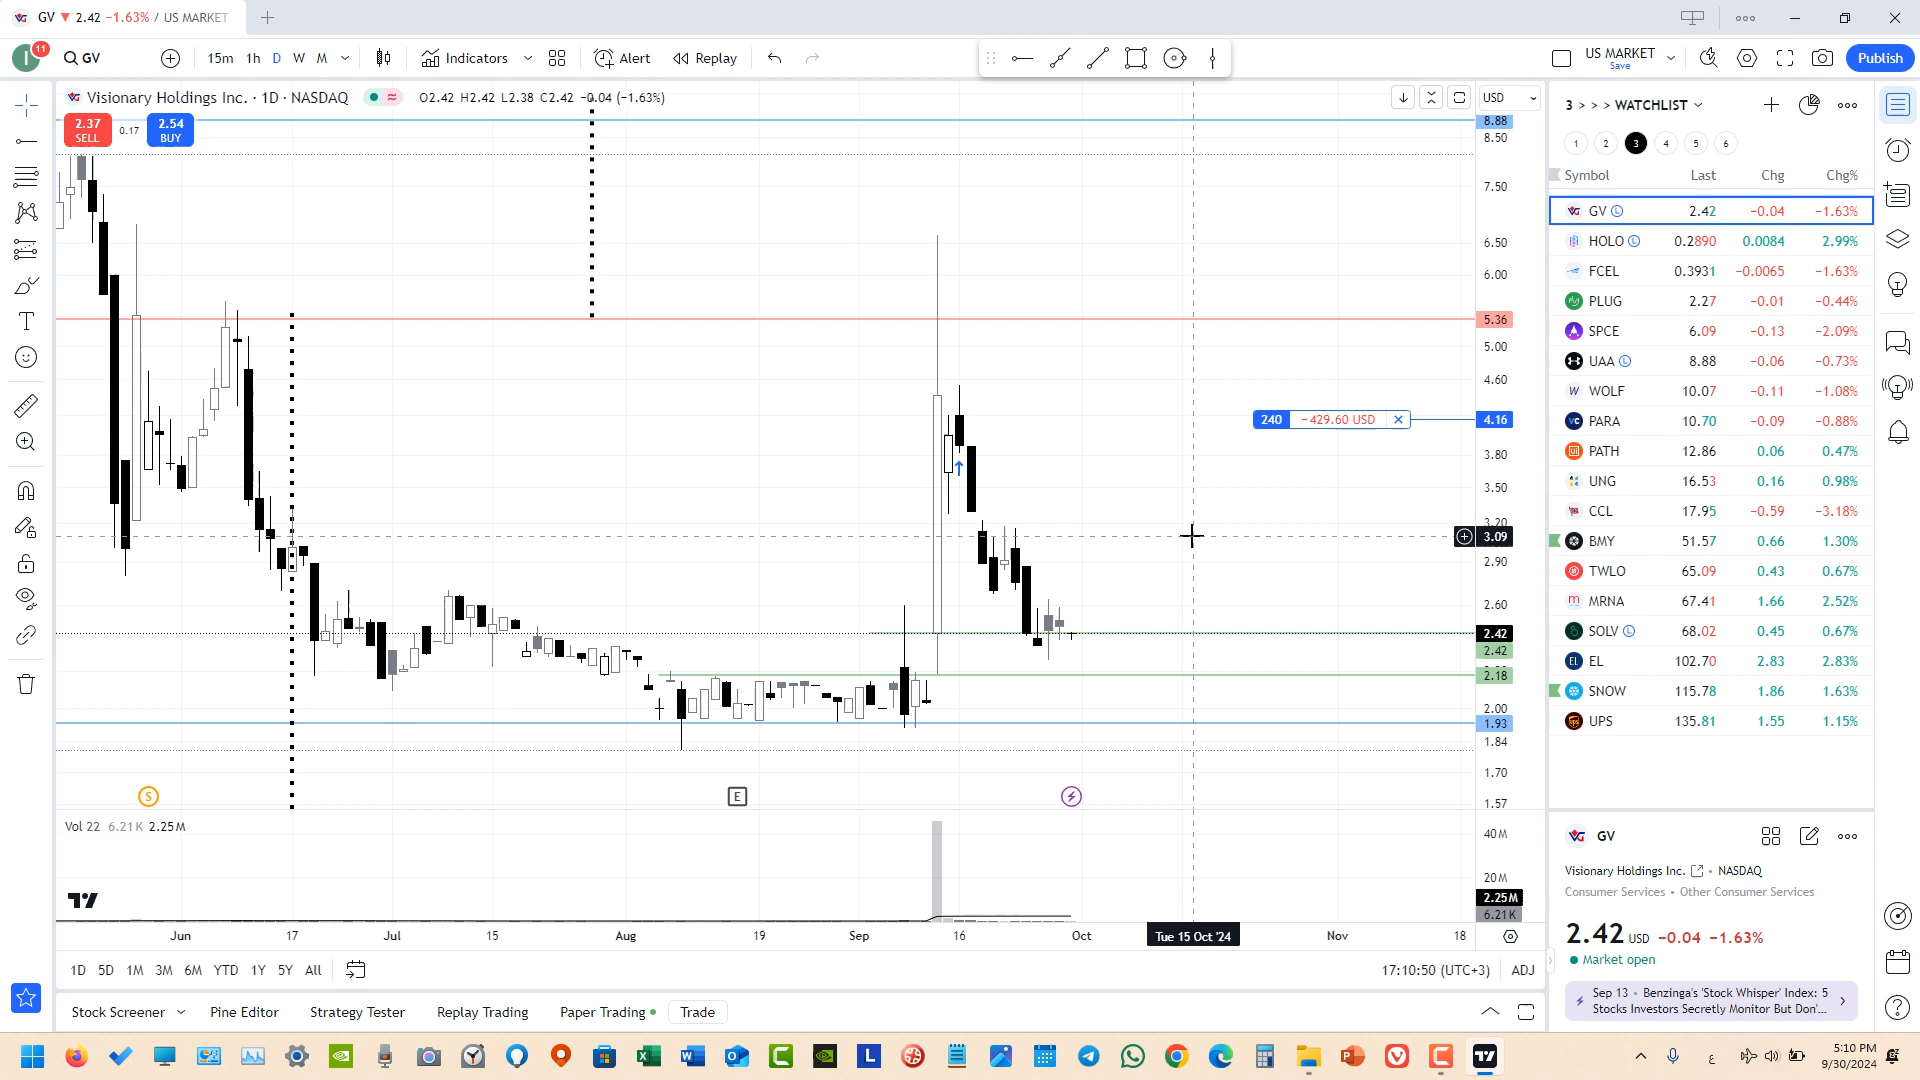 GV ▼ 2.42 −1.63% / US MARKET
I 11 GV 15m 1h D W M Indicators Alert Replay US MARKET Save Publish
Visionary Holdings Inc. · 1D · NASDAQ O2.42 H2.42 L2.38 C2.42 −0.04 (−1.63%) USD
2.37 SELL 0.17 2.54 BUY
8.88
8.50
7.50
6.50
6.00
5.36
5.00
4.60
240 −429.60 USD 4.16
3.80
3.50
3.20
3.09
2.90
2.60
2.42
2.42
2.18
2.00
1.93
1.84
1.70
1.57
S E
Vol 22 6.21K 2.25M
40M
20M
2.25M
6.21K
Jun 17 Jul 15 Aug 19 Sep 16 Oct Tue 15 Oct '24 Nov 18
1D 5D 1M 3M 6M YTD 1Y 5Y All 17:10:50 (UTC+3) ADJ
Stock Screener Pine Editor Strategy Tester Replay Trading Paper Trading Trade
3 > > > WATCHLIST
1 2 3 4 5 6
Symbol Last Chg Chg%
GV L 2.42 −0.04 −1.63%
HOLO L 0.2890 0.0084 2.99%
FCEL 0.3931 −0.0065 −1.63%
PLUG 2.27 −0.01 −0.44%
SPCE 6.09 −0.13 −2.09%
UAA L 8.88 −0.06 −0.73%
WOLF 10.07 −0.11 −1.08%
PARA 10.70 −0.09 −0.88%
PATH 12.86 0.06 0.47%
UNG 16.53 0.16 0.98%
CCL 17.95 −0.59 −3.18%
BMY 51.57 0.66 1.30%
TWLO 65.09 0.43 0.67%
MRNA 67.41 1.66 2.52%
SOLV L 68.02 0.45 0.67%
EL 102.70 2.83 2.83%
SNOW 115.78 1.86 1.63%
UPS 135.81 1.55 1.15%
GV
Visionary Holdings Inc. • NASDAQ
Consumer Services • Other Consumer Services
2.42 USD −0.04 −1.63%
Market open
Sep 13 • Benzinga's 'Stock Whisper' Index: 5
Stocks Investors Secretly Monitor But Don'...
ع
5:10 PM
9/30/2024